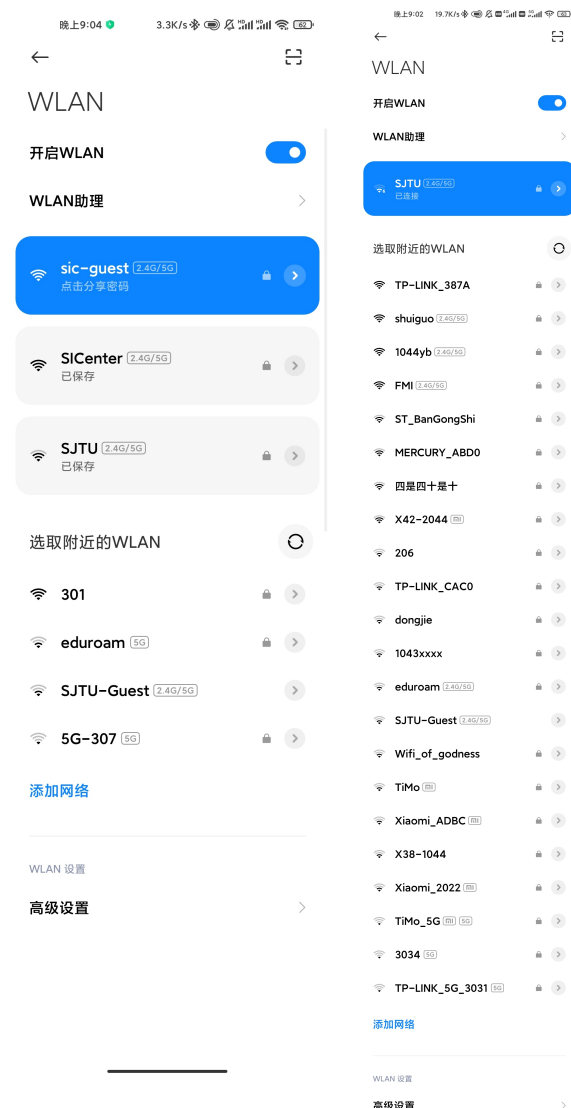 晚上9:04 3.3K/s 62
WLAN
开启WLAN
WLAN助理
sic-guest 2.4G/5G
点击分享密码
SICenter 2.4G/5G
已保存
SJTU 2.4G/5G
已保存
选取附近的WLAN
301
eduroam 5G
SJTU-Guest 2.4G/5G
5G-307 5G
添加网络
WLAN 设置
高级设置
晚上9:02 19.7K/s
WLAN
开启WLAN
WLAN助理
SJTU 2.4G/5G
已连接
选取附近的WLAN
TP-LINK_387A
shuiguo 2.4G/5G
1044yb 2.4G/5G
FMI 2.4G/5G
ST_BanGongShi
MERCURY_ABD0
四是四十是十
X42-2044 mi
206
TP-LINK_CAC0
dongjie
1043xxxx
eduroam 2.4G/5G
SJTU-Guest 2.4G/5G
Wifi_of_godness
TiMo mi
Xiaomi_ADBC mi
X38-1044
Xiaomi_2022 mi
TiMo_5G mi 5G
3034 5G
TP-LINK_5G_3031 5G
添加网络
WLAN 设置
高级设置